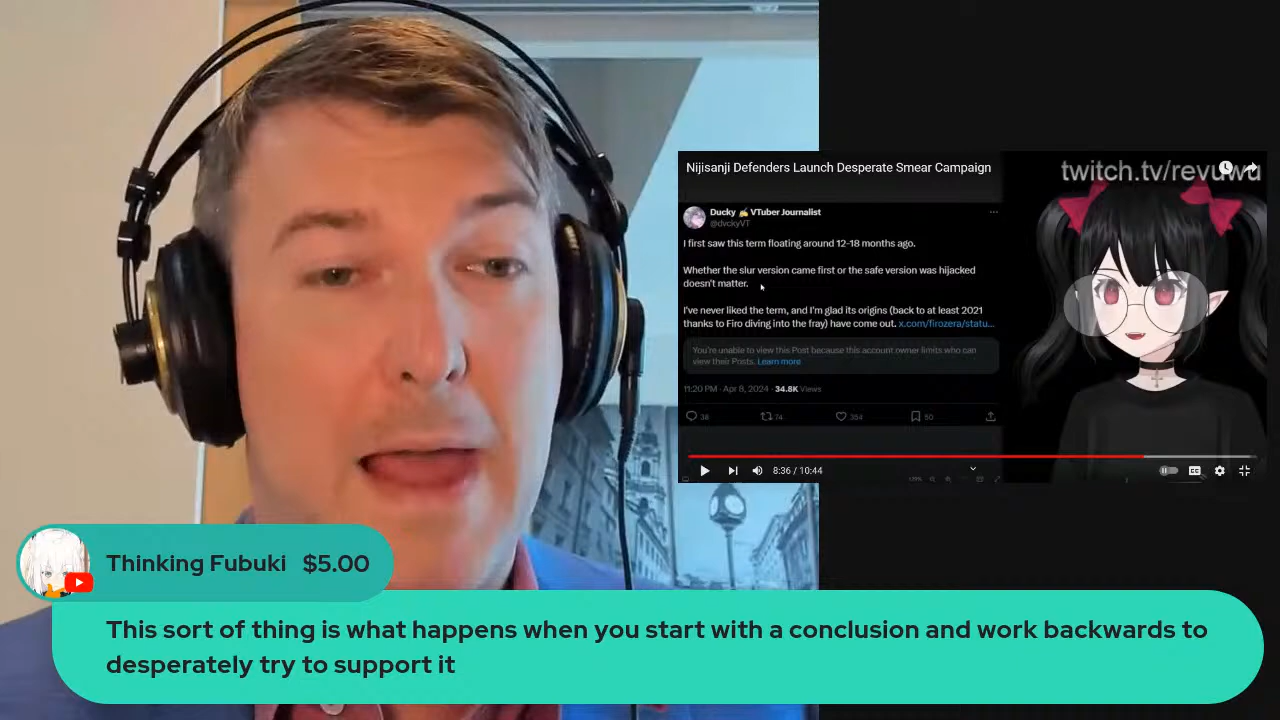 Nijisanji Defenders Launch Desperate Smear Campaign
twitch.tv/revuwu
Ducky ✍ VTuber Journalist
@dvckyVT
I first saw this term floating around 12-18 months ago.
Whether the slur version came first or the safe version was hijacked
doesn't matter.
I've never liked the term, and I'm glad its origins (back to at least 2021
thanks to Firo diving into the fray) have come out. x.com/firozera/statu...
You're unable to view this Post because this account owner limits who can
view their Posts. Learn more
11:20 PM · Apr 8, 2024 · 34.8K Views
38 74 354 50
8:36 / 10:44
CC
Thinking Fubuki $5.00
This sort of thing is what happens when you start with a conclusion and work backwards to
desperately try to support it